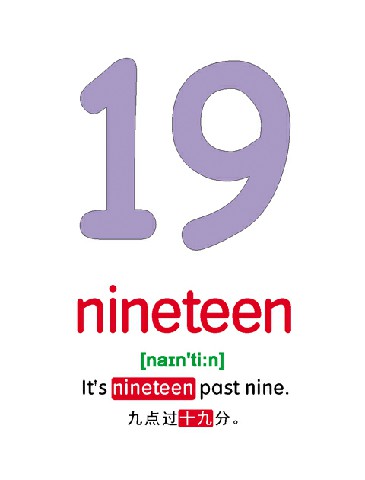 19
nineteen
[naɪn'ti:n]
It's nineteen past nine.
九点过十九分。